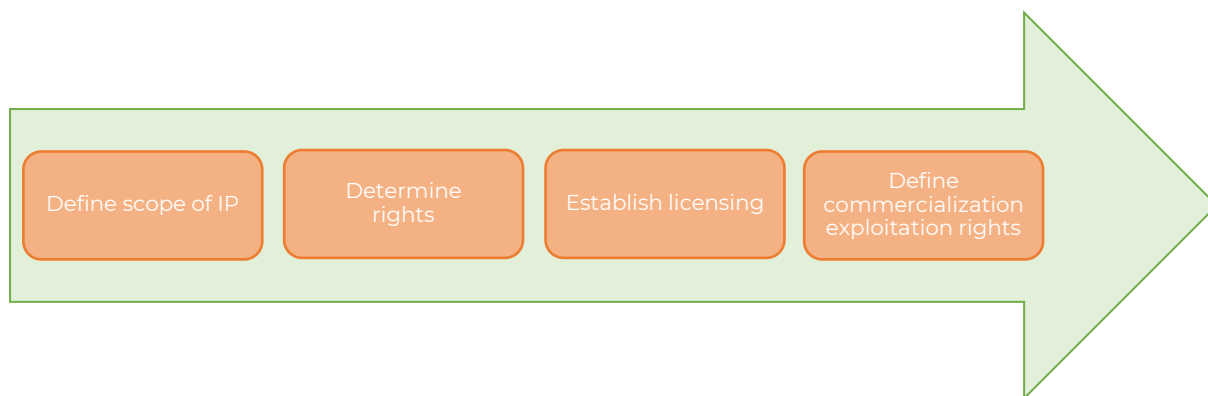 Define scope of IP
Determine
rights
Establish licensing
Define
commercialization
exploitation rights